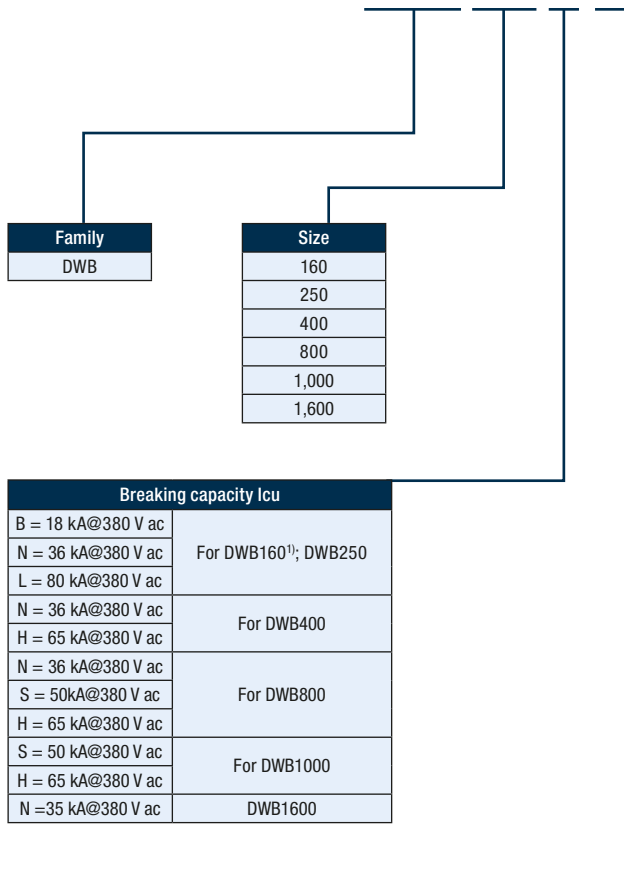 Family
DWB
Size
160
250
400
800
1,000
1,600
Breaking capacity Icu
B = 18 kA@380 V ac
N = 36 kA@380 V ac
L = 80 kA@380 V ac
For DWB160¹⁾; DWB250
N = 36 kA@380 V ac
H = 65 kA@380 V ac
For DWB400
N = 36 kA@380 V ac
S = 50kA@380 V ac
H = 65 kA@380 V ac
For DWB800
S = 50 kA@380 V ac
H = 65 kA@380 V ac
For DWB1000
N =35 kA@380 V ac
DWB1600